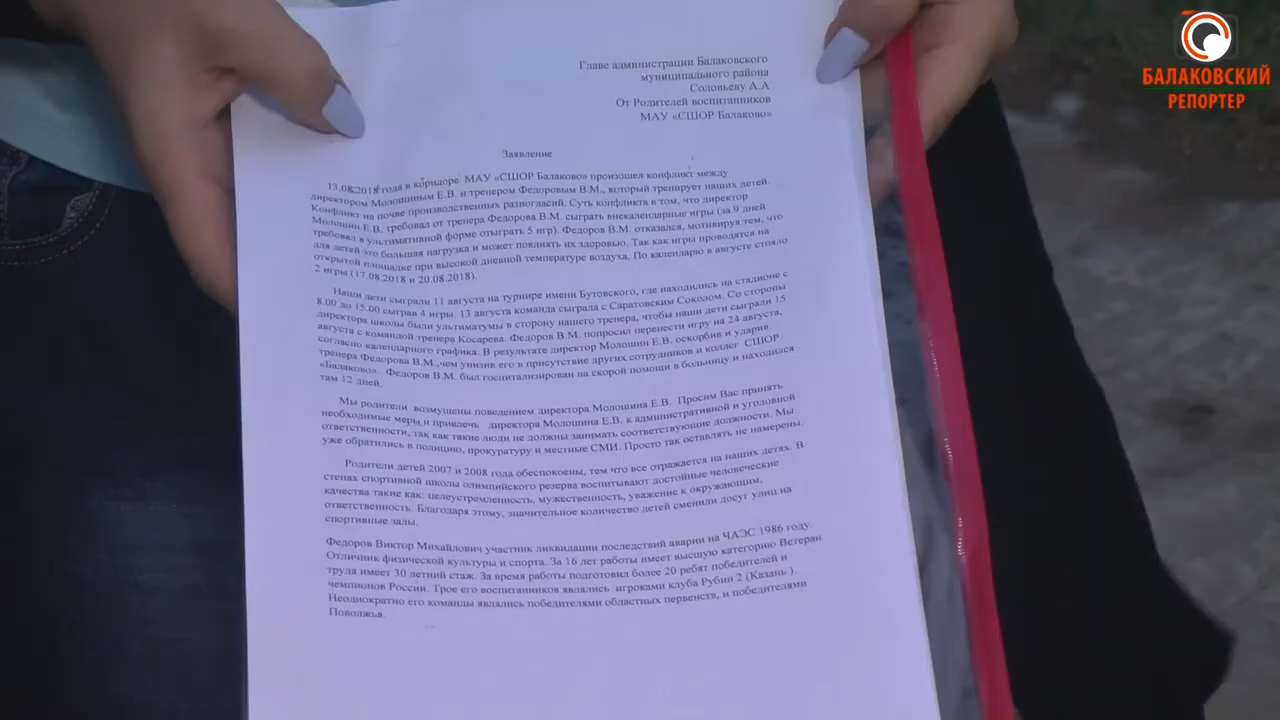 БАЛАКОВСКИЙ
РЕПОРТЕР
Главе администрации Балаковского
муниципального района
Соловьеву А.А
От Родителей воспитанников
МАУ «СШОР Балаково»
Заявление
13.08.2018 года в коридоре МАУ «СШОР Балаково» произошел конфликт между
директором Молошиным Е.В. и тренером Федоровым В.М., который тренирует наших детей.
Конфликт на почве производственных разногласий. Суть конфликта в том, что директор
Молошин Е.В. требовал от тренера Федорова В.М. сыграть внекалендарные игры (за 9 дней
требовал в ультимативной форме отыграть 5 игр). Федоров В.М. отказался, мотивируя тем, что
для детей это большая нагрузка и может повлиять их здоровью. Так как игры проводятся на
открытой площадке при высокой дневной температуре воздуха. По календарю в августе стояло
2 игры (17.08.2018 и 20.08.2018).
Наши дети сыграли 11 августа на турнире имени Бутовского, где находились на стадионе с
8.00 до 15.00 сыграв 4 игры. 13 августа команда сыграла с Саратовским Соколом. Со стороны
директора школы были ультиматумы в сторону нашего тренера, чтобы наши дети сыграли 15
августа с командой тренера Косарева. Федоров В.М. попросил перенести игру на 24 августа,
согласно календарного графика. В результате директор Молошин Е.В. оскорбив и ударив
тренера Федорова В.М.,чем унизив его в присутствие других сотрудников и коллег СШОР
«Балаково». Федоров В.М. был госпитализирован на скорой помощи в больницу и находился
там 12 дней.
Мы родители возмущены поведением директора Молошина Е.В. Просим Вас принять
необходимые меры и привлечь директора Молошина Е.В. к административной и уголовной
ответственности, так как такие люди не должны занимать соответствующие должности. Мы
уже обратились в полицию, прокуратуру и местные СМИ. Просто так оставлять не намерены.
Родители детей 2007 и 2008 года обеспокоены, тем что все отражается на наших детях. В
стенах спортивной школы олимпийского резерва воспитывают достойные человеческие
качества такие как: целеустремленность, мужественность, уважение к окружающим,
ответственность. Благодаря этому, значительное количество детей сменили досут улиц на
спортивные залы.
Федоров Виктор Михайлович участник ликвидации последствий аварии на ЧАЭС 1986 году.
Отличник физической культуры и спорта. За 16 лет работы имеет высшую категорию Ветеран
труда имеет 30 летний стаж. За время работы подготовил более 20 ребят победителей и
чемпионов России. Трое его воспитанников являлись игроками клуба Рубин 2 (Казань ).
Неоднократно его команды являлись победителями областных первенств, и победителями
Поволжья.